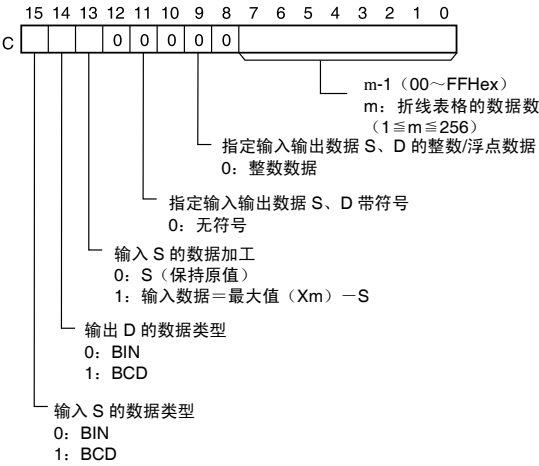 15 14 13 12 11 10 9 8 7 6 5 4 3 2 1 0
C 0 0 0 0 0
m-1（00～FFHex）
m：折线表格的数据数
（1≦m≦256）
指定输入输出数据 S、D 的整数/浮点数据
0：整数数据
指定输入输出数据 S、D 带符号
0：无符号
输入 S 的数据加工
0：S（保持原值）
1：输入数据＝最大值（Xm）－S
输出 D 的数据类型
0：BIN
1：BCD
输入 S 的数据类型
0：BIN
1：BCD